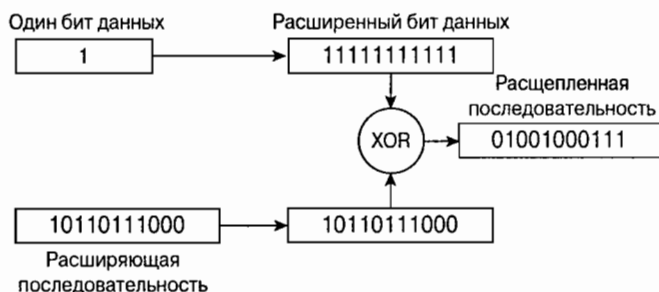 Один бит данных
Расширенный бит данных
1
11111111111
Расщепленная
последовательность
XOR
01001000111
10110111000
10110111000
Расширяющая
последовательность